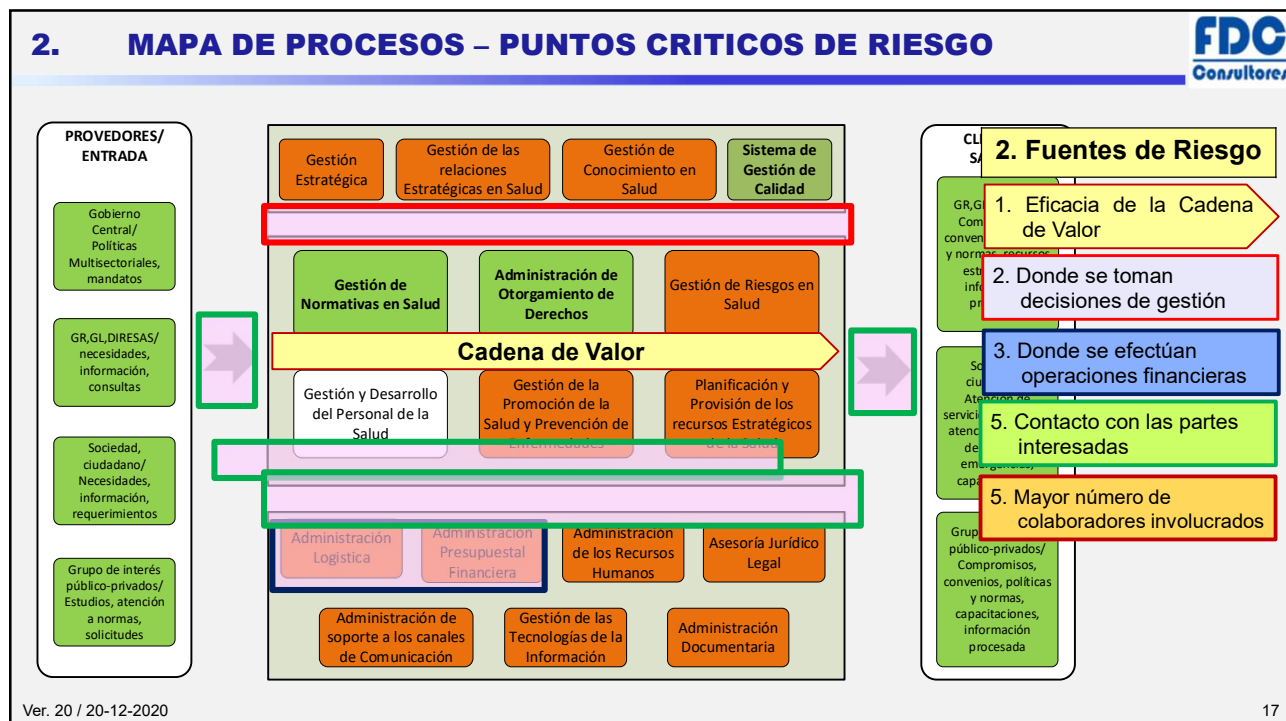 2. MAPA DE PROCESOS – PUNTOS CRITICOS DE RIESGO
FDC
Consultores
PROVEDORES/
ENTRADA
Gobierno
Central/
Políticas
Multisectoriales,
mandatos
GR,GL,DIRESAS/
necesidades,
información,
consultas
Sociedad,
ciudadano/
Necesidades,
información,
requerimientos
Grupo de interés
público-privados/
Estudios, atención
a normas,
solicitudes
Gestión
Estratégica
Gestión de las
relaciones
Estratégicas en Salud
Gestión de
Conocimiento en
Salud
Sistema de
Gestión de
Calidad
Gestión de
Normativas en Salud
Administración de
Otorgamiento de
Derechos
Gestión de Riesgos en
Salud
Cadena de Valor
Gestión y Desarrollo
del Personal de la
Salud
Gestión de la
Promoción de la
Salud y Prevención de
Enfermedades
Planificación y
Provisión de los
recursos Estratégicos
de la Salud
Administración
Logistica
Administración
Presupuestal
Financiera
Administración
de los Recursos
Humanos
Asesoría Jurídico
Legal
Administración de
soporte a los canales
de Comunicación
Gestión de las
Tecnologías de la
Información
Administración
Documentaria
2. Fuentes de Riesgo
1. Eficacia de la Cadena
de Valor
2. Donde se toman
decisiones de gestión
3. Donde se efectúan
operaciones financieras
5. Contacto con las partes
interesadas
5. Mayor número de
colaboradores involucrados
público-privados/
Compromisos,
convenios, políticas
y normas,
capacitaciones,
información
procesada
Ver. 20 / 20-12-2020
17